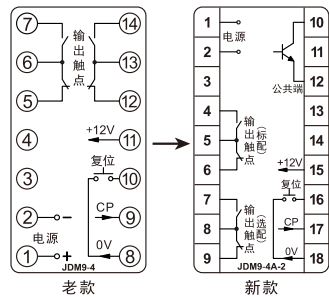 ⑦ 输出触点 ⑭
⑥ ⑬
⑤ ⑫
④ +12V ⑪
③ 复位 ⑩
② − CP ⑨
电源
① + 0V ⑧
JDM9-4
老款
1 10
电源
2 11
3 12
公共端
4 输出触点(标配) 13
5 14
6 +12V 15
复位
7 输出触点(选配) 16
8 CP 17
9 0V 18
JDM9-4A-2
新款